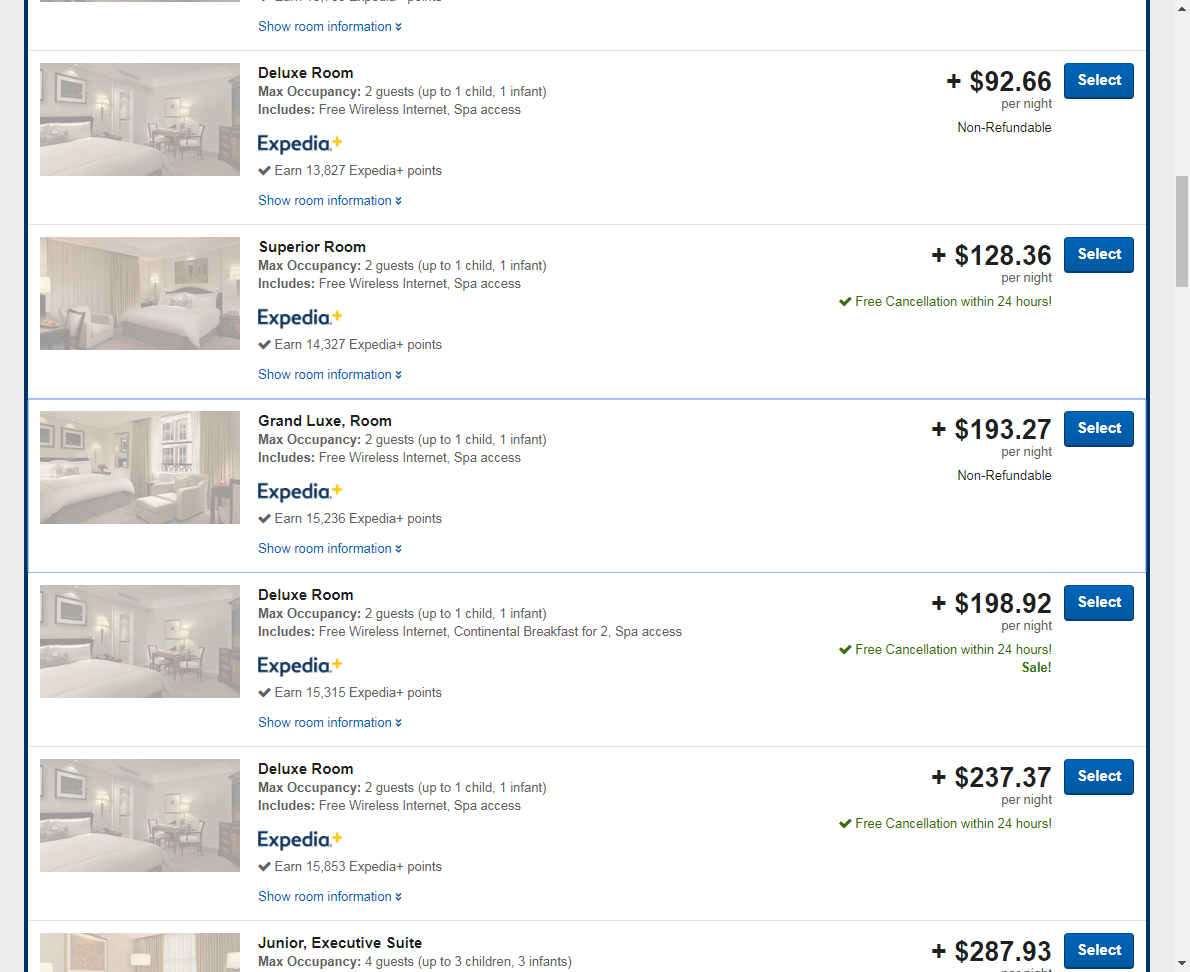 Show room information
Deluxe Room
Max Occupancy: 2 guests (up to 1 child, 1 infant)
Includes: Free Wireless Internet, Spa access
Expedia+
Earn 13,827 Expedia+ points
Show room information
+ $92.66
per night
Non-Refundable
Select
Superior Room
Max Occupancy: 2 guests (up to 1 child, 1 infant)
Includes: Free Wireless Internet, Spa access
Expedia+
Earn 14,327 Expedia+ points
Show room information
+ $128.36
per night
Free Cancellation within 24 hours!
Select
Grand Luxe, Room
Max Occupancy: 2 guests (up to 1 child, 1 infant)
Includes: Free Wireless Internet, Spa access
Expedia+
Earn 15,236 Expedia+ points
Show room information
+ $193.27
per night
Non-Refundable
Select
Deluxe Room
Max Occupancy: 2 guests (up to 1 child, 1 infant)
Includes: Free Wireless Internet, Continental Breakfast for 2, Spa access
Expedia+
Earn 15,315 Expedia+ points
Show room information
+ $198.92
per night
Free Cancellation within 24 hours!
Sale!
Select
Deluxe Room
Max Occupancy: 2 guests (up to 1 child, 1 infant)
Includes: Free Wireless Internet, Spa access
Expedia+
Earn 15,853 Expedia+ points
Show room information
+ $237.37
per night
Free Cancellation within 24 hours!
Select
Junior, Executive Suite
Max Occupancy: 4 guests (up to 3 children, 3 infants)
+ $287.93
per night
Select